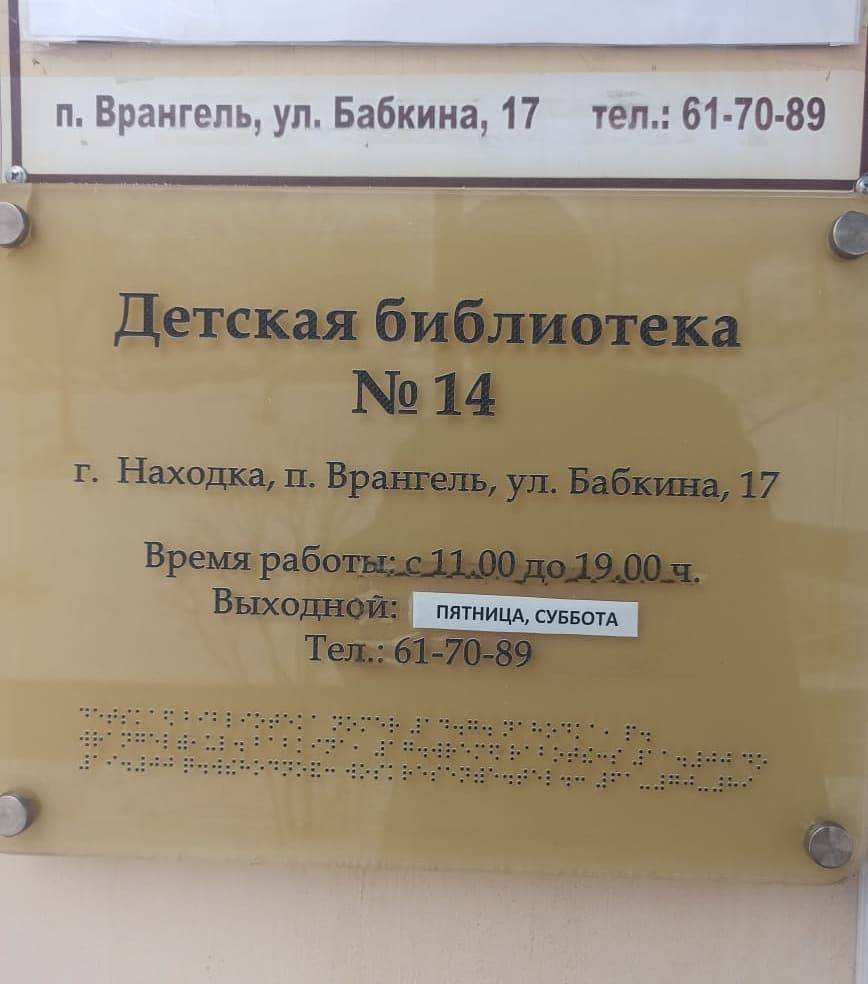 п. Врангель, ул. Бабкина, 17 тел.: 61-70-89
Детская библиотека
№ 14
г. Находка, п. Врангель, ул. Бабкина, 17
Время работы: с 11.00 до 19.00 ч.
Выходной: ПЯТНИЦА, СУББОТА
Тел.: 61-70-89